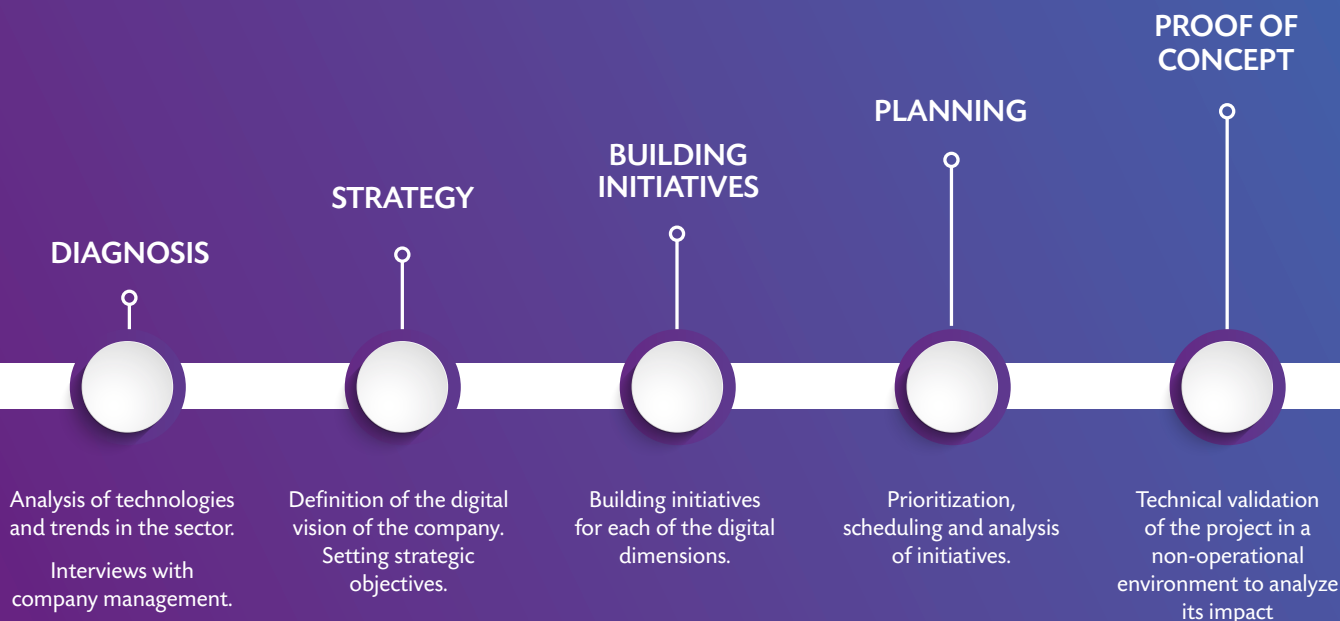 DIAGNOSIS
Analysis of technologies
and trends in the sector.
Interviews with
company management.
STRATEGY
Definition of the digital
vision of the company.
Setting strategic
objectives.
BUILDING
INITIATIVES
Building initiatives
for each of the digital
dimensions.
PLANNING
Prioritization,
scheduling and analysis
of initiatives.
PROOF OF
CONCEPT
Technical validation
of the project in a
non-operational
environment to analyze
its impact